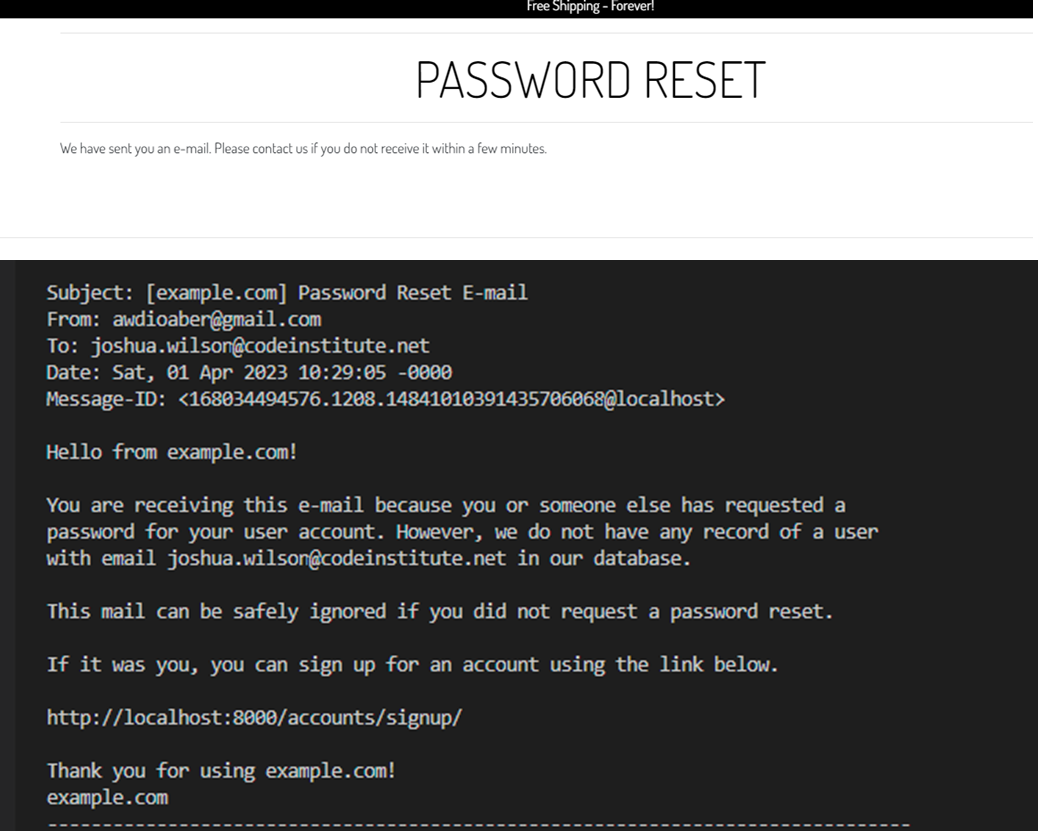 Free Shipping - Forever!
PASSWORD RESET
We have sent you an e-mail. Please contact us if you do not receive it within a few minutes.
Subject: [example.com] Password Reset E-mail
From: awdioaber@gmail.com
To: joshua.wilson@codeinstitute.net
Date: Sat, 01 Apr 2023 10:29:05 -0000
Message-ID: <168034494576.1208.14841010391435706068@localhost>
Hello from example.com!
You are receiving this e-mail because you or someone else has requested a
password for your user account. However, we do not have any record of a user
with email joshua.wilson@codeinstitute.net in our database.
This mail can be safely ignored if you did not request a password reset.
If it was you, you can sign up for an account using the link below.
http://localhost:8000/accounts/signup/
Thank you for using example.com!
example.com
-------------------------------------------------------------------------------